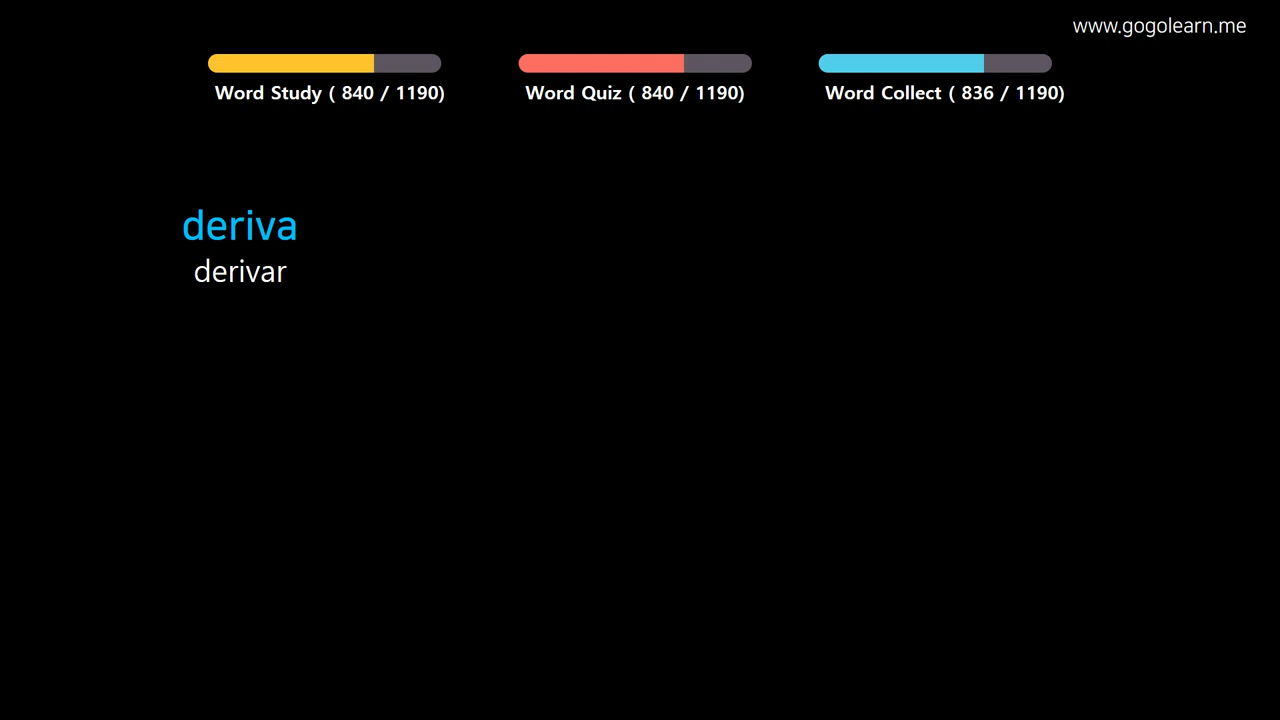 www.gogolearn.me
Word Study ( 840 / 1190)
Word Quiz ( 840 / 1190)
Word Collect ( 836 / 1190)
deriva
derivar